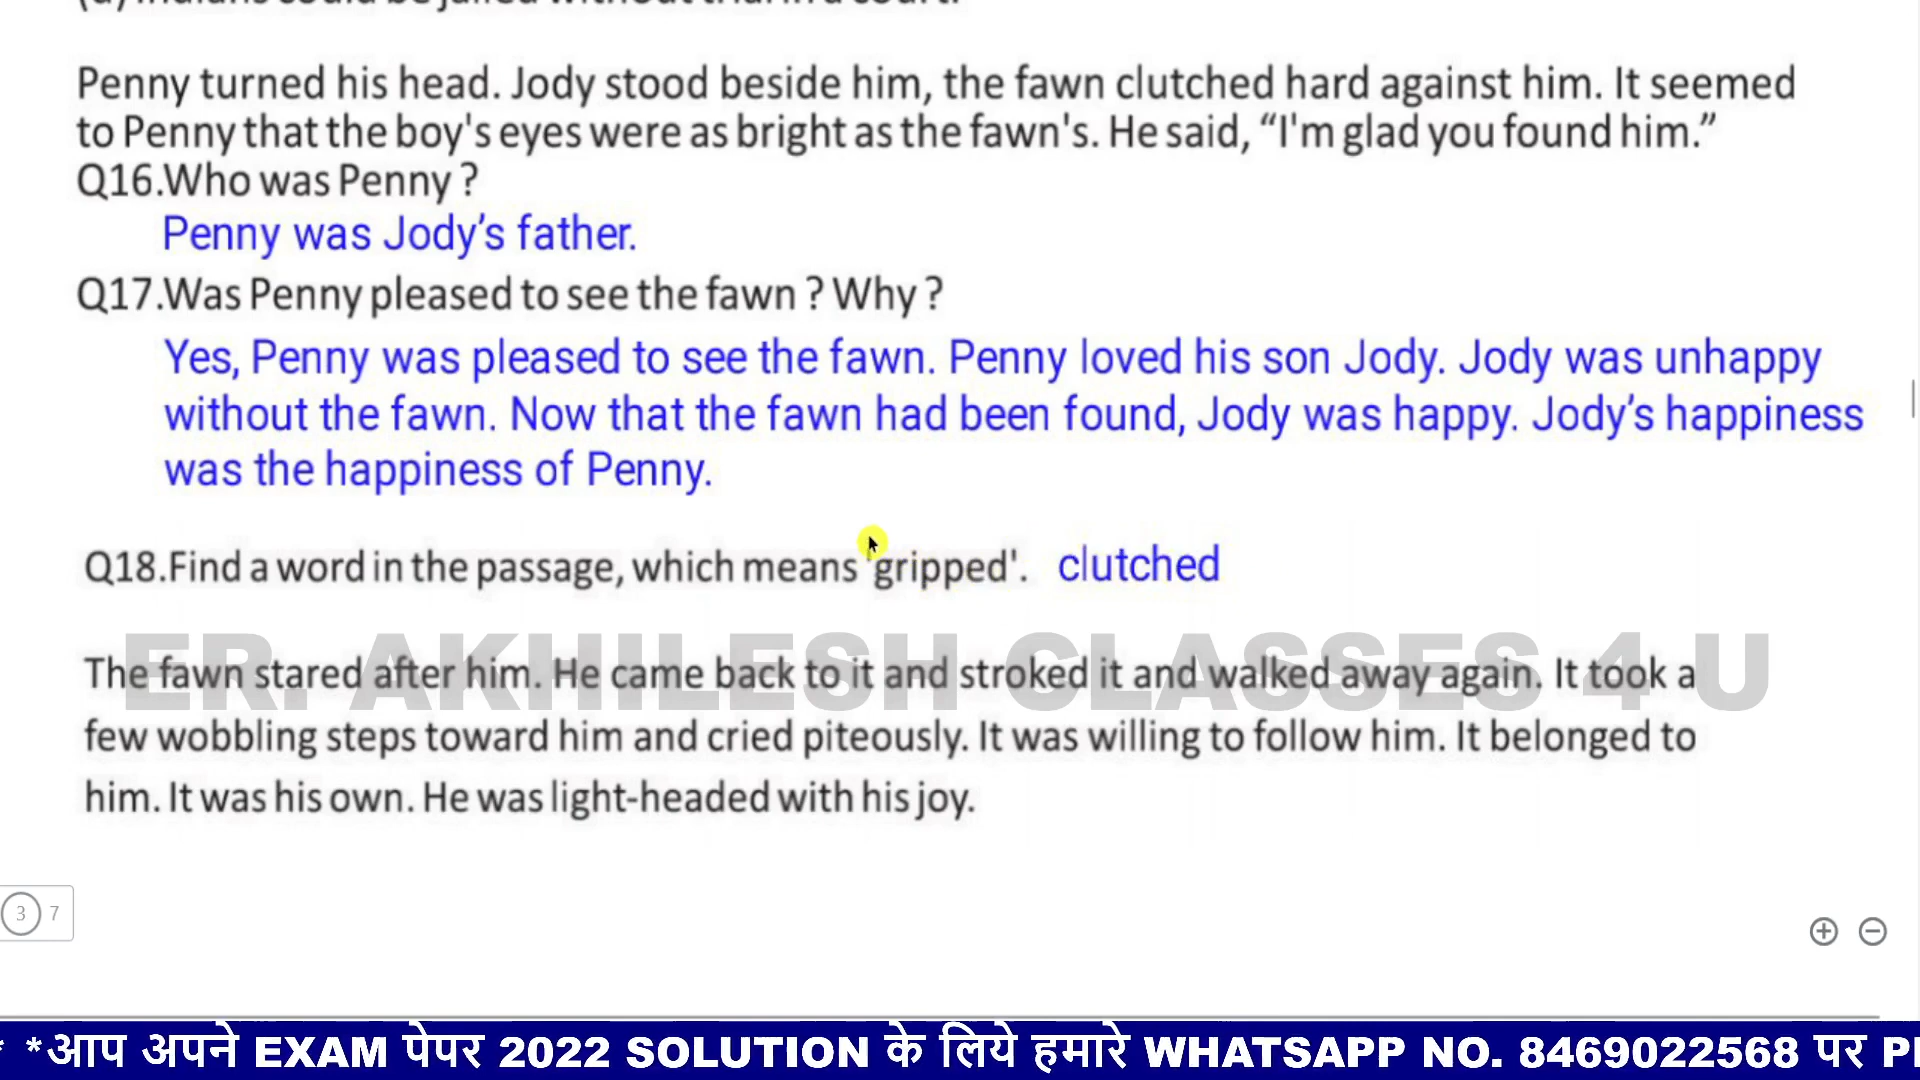 Penny turned his head. Jody stood beside him, the fawn clutched hard against him. It seemed
to Penny that the boy's eyes were as bright as the fawn's. He said, “I'm glad you found him.”
Q16.Who was Penny ?
Penny was Jody’s father.
Q17.Was Penny pleased to see the fawn ? Why ?
Yes, Penny was pleased to see the fawn. Penny loved his son Jody. Jody was unhappy
without the fawn. Now that the fawn had been found, Jody was happy. Jody’s happiness
was the happiness of Penny.
Q18.Find a word in the passage, which means 'gripped'. clutched
ER. AKHILESH CLASSES 4 U
The fawn stared after him. He came back to it and stroked it and walked away again. It took a
few wobbling steps toward him and cried piteously. It was willing to follow him. It belonged to
him. It was his own. He was light-headed with his joy.
3 7
*आप अपने EXAM पेपर 2022 SOLUTION के लिये हमारे WHATSAPP NO. 8469022568 पर